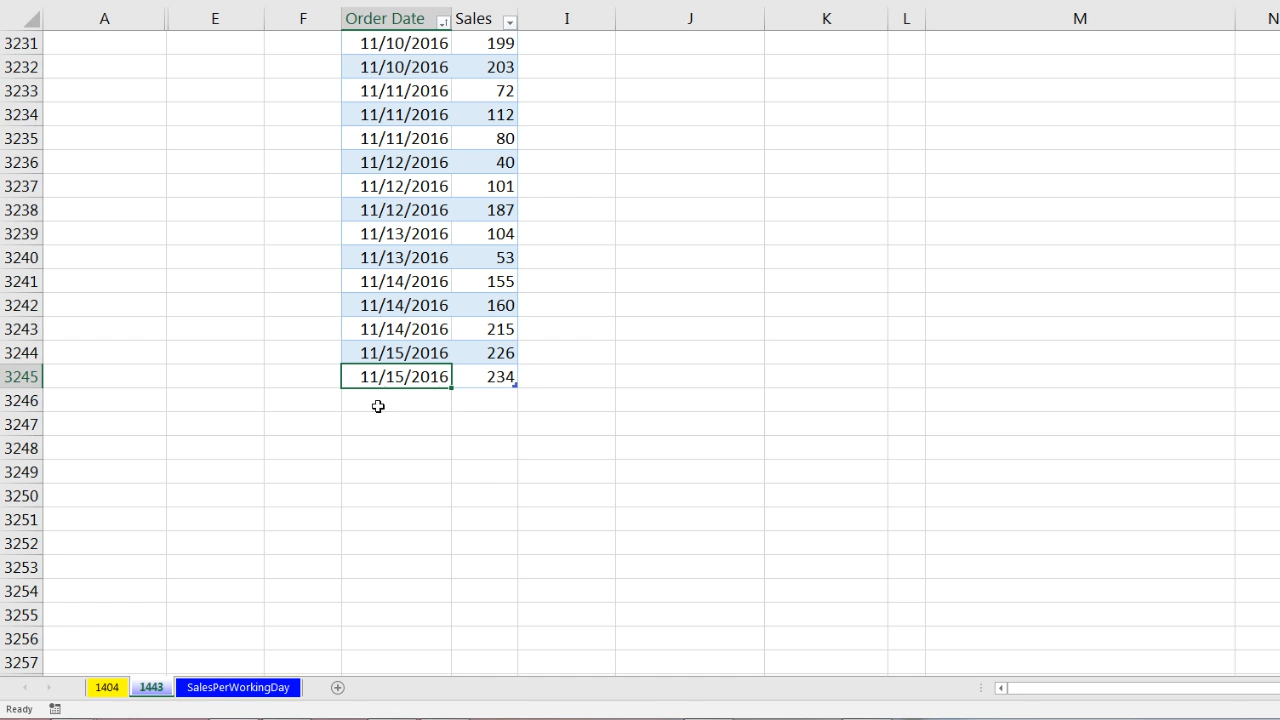 A E F Order Date Sales I J K L M N
3231 11/10/2016 199
3232 11/10/2016 203
3233 11/11/2016 72
3234 11/11/2016 112
3235 11/11/2016 80
3236 11/12/2016 40
3237 11/12/2016 101
3238 11/12/2016 187
3239 11/13/2016 104
3240 11/13/2016 53
3241 11/14/2016 155
3242 11/14/2016 160
3243 11/14/2016 215
3244 11/15/2016 226
3245 11/15/2016 234
3246
3247
3248
3249
3250
3251
3252
3253
3254
3255
3256
3257
1404 1443 SalesPerWorkingDay
Ready